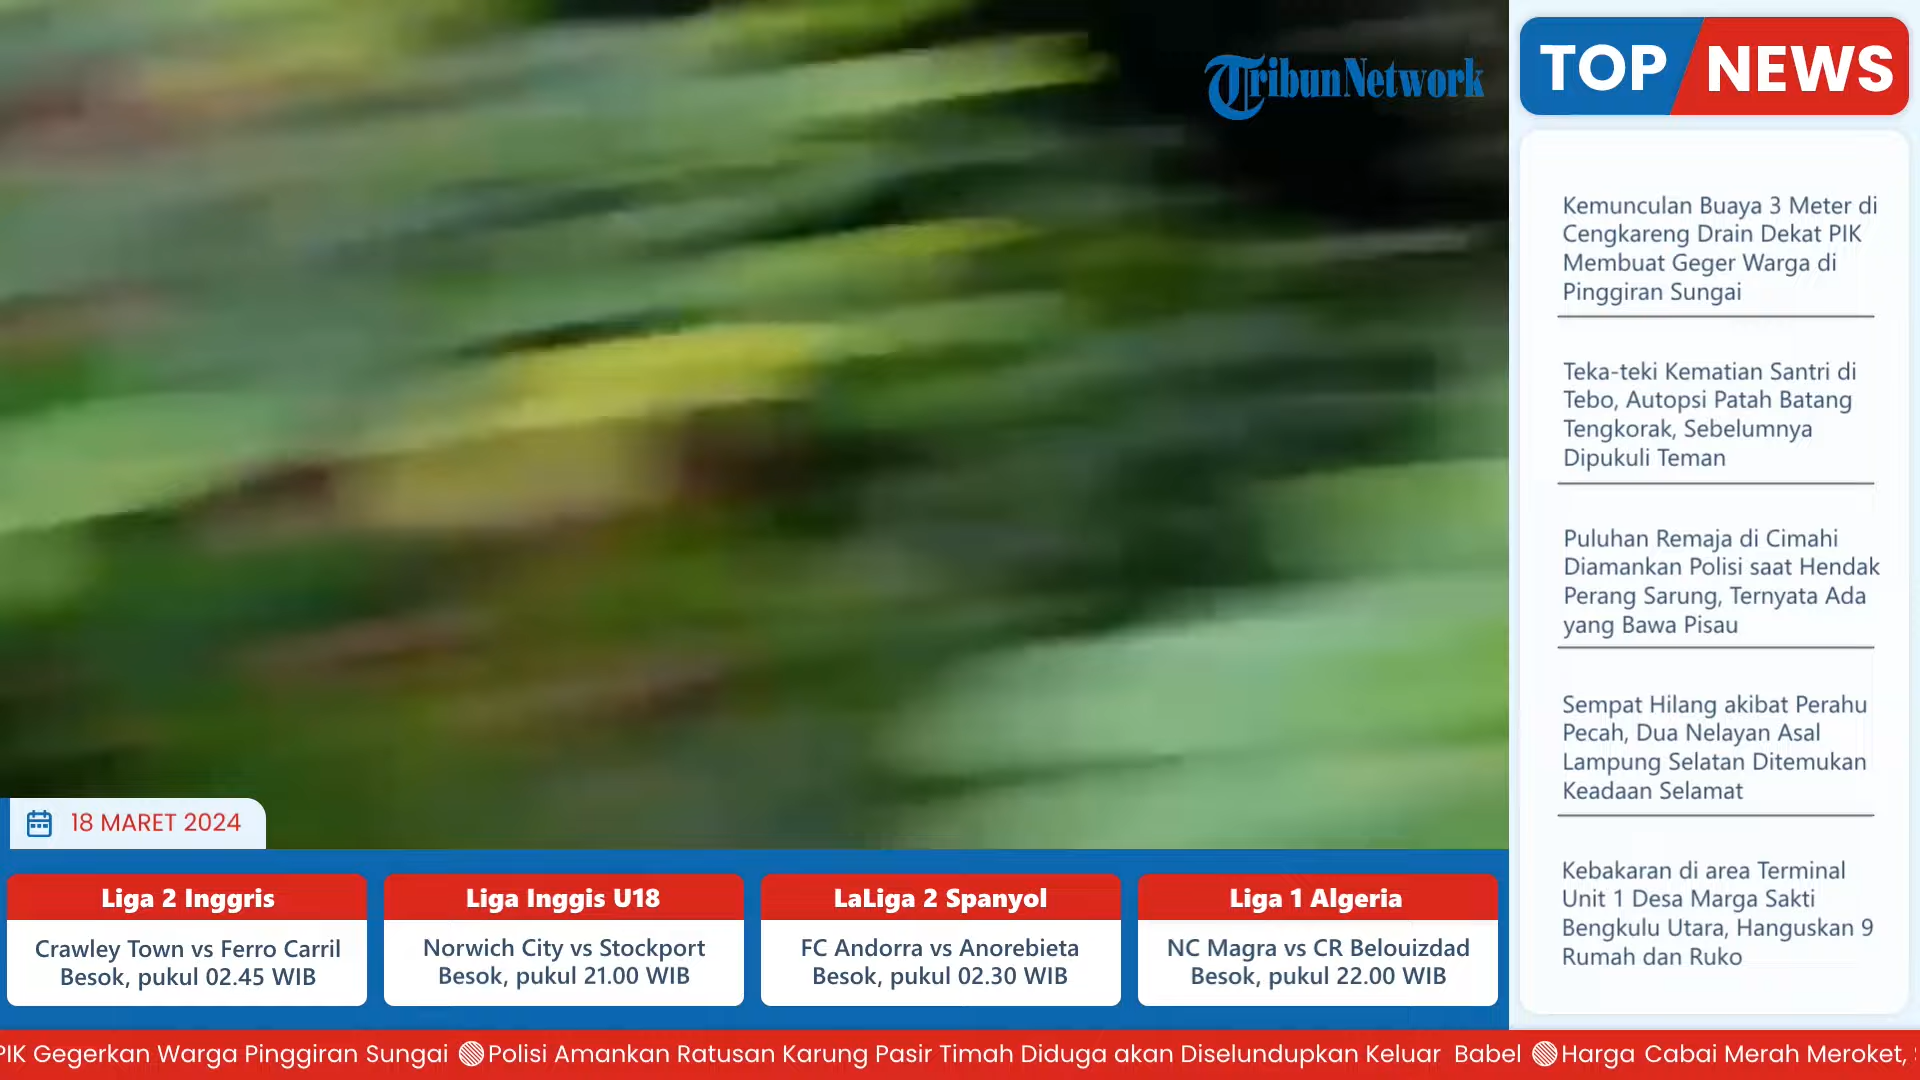 TribunNetwork
TOP NEWS
Kemunculan Buaya 3 Meter di
Cengkareng Drain Dekat PIK
Membuat Geger Warga di
Pinggiran Sungai
Teka-teki Kematian Santri di
Tebo, Autopsi Patah Batang
Tengkorak, Sebelumnya
Dipukuli Teman
Puluhan Remaja di Cimahi
Diamankan Polisi saat Hendak
Perang Sarung, Ternyata Ada
yang Bawa Pisau
Sempat Hilang akibat Perahu
Pecah, Dua Nelayan Asal
Lampung Selatan Ditemukan
Keadaan Selamat
Kebakaran di area Terminal
Unit 1 Desa Marga Sakti
Bengkulu Utara, Hanguskan 9
Rumah dan Ruko
18 MARET 2024
Liga 2 Inggris
Crawley Town vs Ferro Carril
Besok, pukul 02.45 WIB
Liga Inggis U18
Norwich City vs Stockport
Besok, pukul 21.00 WIB
LaLiga 2 Spanyol
FC Andorra vs Anorebieta
Besok, pukul 02.30 WIB
Liga 1 Algeria
NC Magra vs CR Belouizdad
Besok, pukul 22.00 WIB
PIK Gegerkan Warga Pinggiran Sungai Polisi Amankan Ratusan Karung Pasir Timah Diduga akan Diselundupkan Keluar Babel Harga Cabai Merah Meroket,